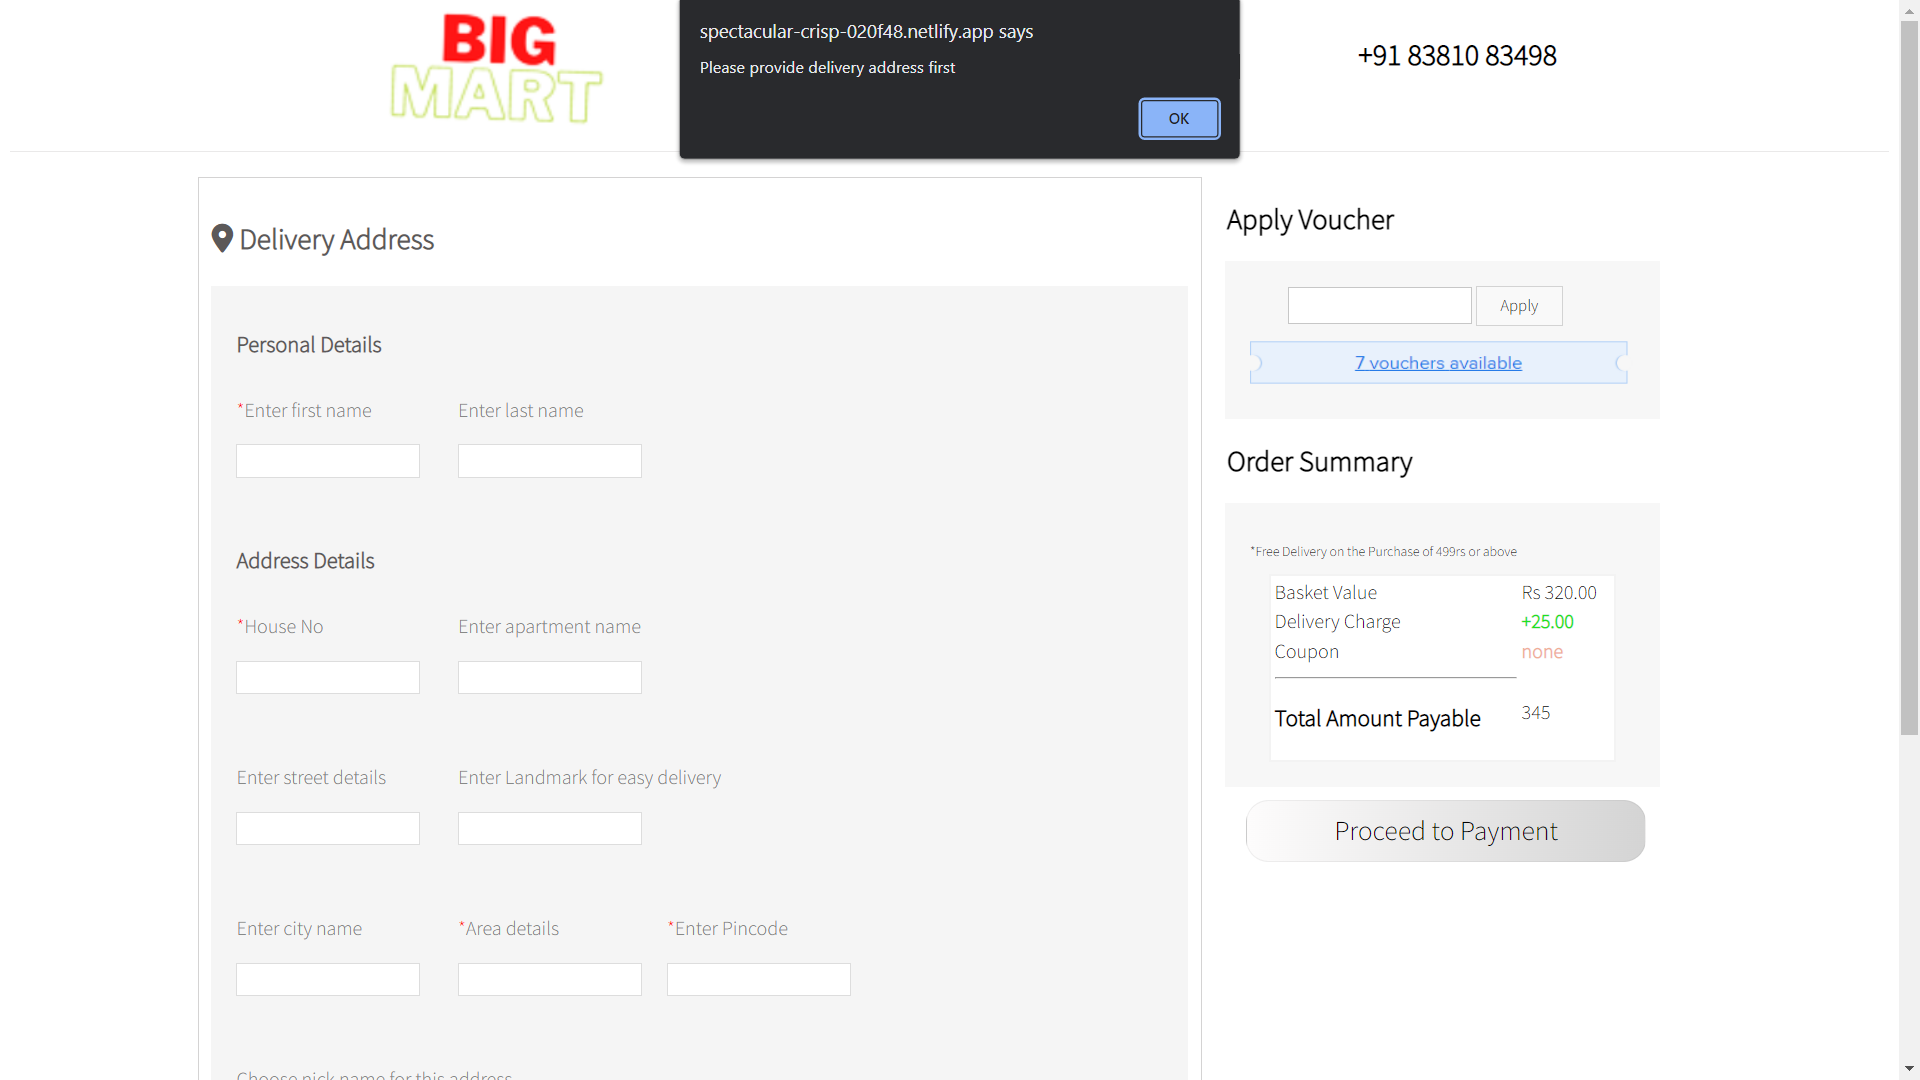 BIG
MART
spectacular-crisp-020f48.netlify.app says
Please provide delivery address first
OK
+91 83810 83498
Delivery Address
Personal Details
*Enter first name
Enter last name
Address Details
*House No
Enter apartment name
Enter street details
Enter Landmark for easy delivery
Enter city name
*Area details
*Enter Pincode
Choose nick name for this address
Apply Voucher
Apply
7 vouchers available
Order Summary
*Free Delivery on the Purchase of 499rs or above
Basket Value Rs 320.00
Delivery Charge +25.00
Coupon none
Total Amount Payable 345
Proceed to Payment